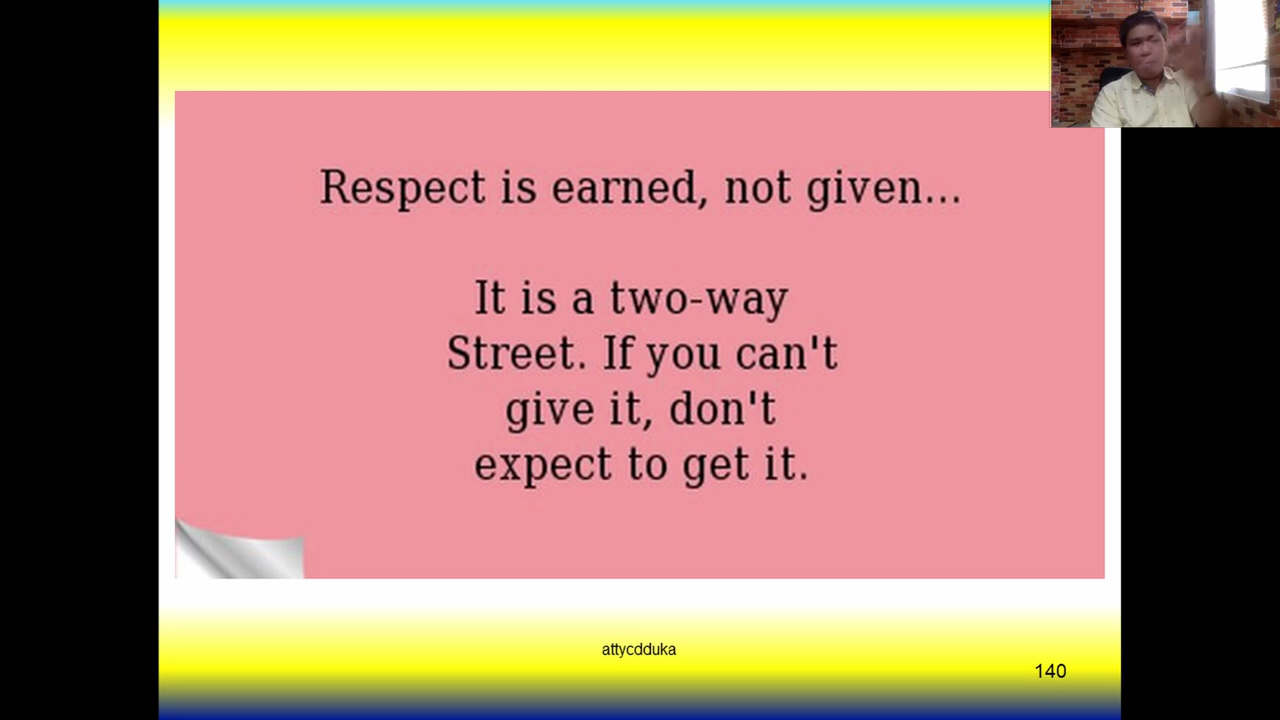 Respect is earned, not given...
It is a two-way
Street. If you can't
give it, don't
expect to get it.
attycdduka
140